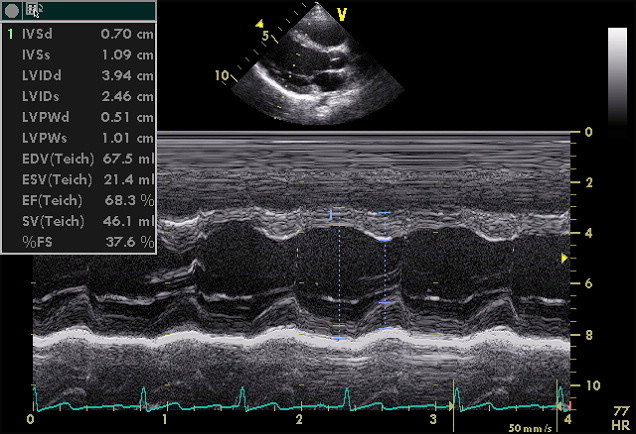 V
5
10
1 IVSd 0.70 cm
IVSs 1.09 cm
LVIDd 3.94 cm
LVIDs 2.46 cm
LVPWd 0.51 cm
LVPWs 1.01 cm
EDV(Teich) 67.5 ml
ESV(Teich) 21.4 ml
EF(Teich) 68.3 %
SV(Teich) 46.1 ml
%FS 37.6 %
0
2
4
6
8
10
0 1 2 3 4
50 mm/s
77
HR